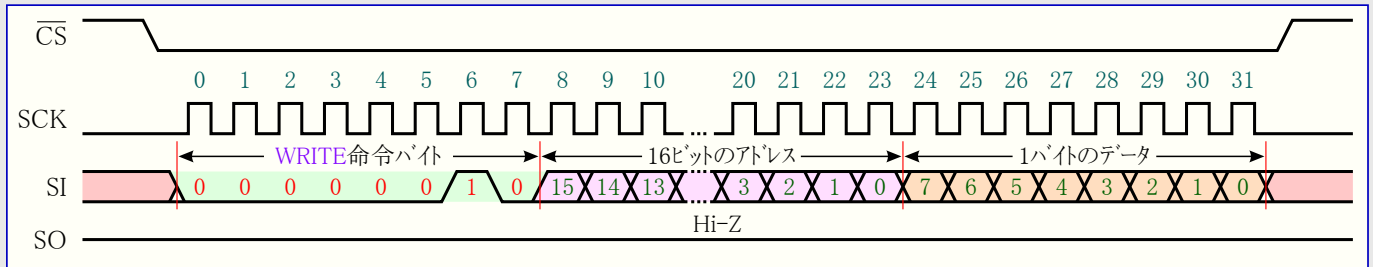 CS
0 1 2 3 4 5 6 7 8 9 10 20 21 22 23 24 25 26 27 28 29 30 31
SCK
WRITE命令バイト 16ビットのアドレス 1バイトのデータ
SI 0 0 0 0 0 0 1 0 15 14 13 3 2 1 0 7 6 5 4 3 2 1 0
Hi-Z
SO